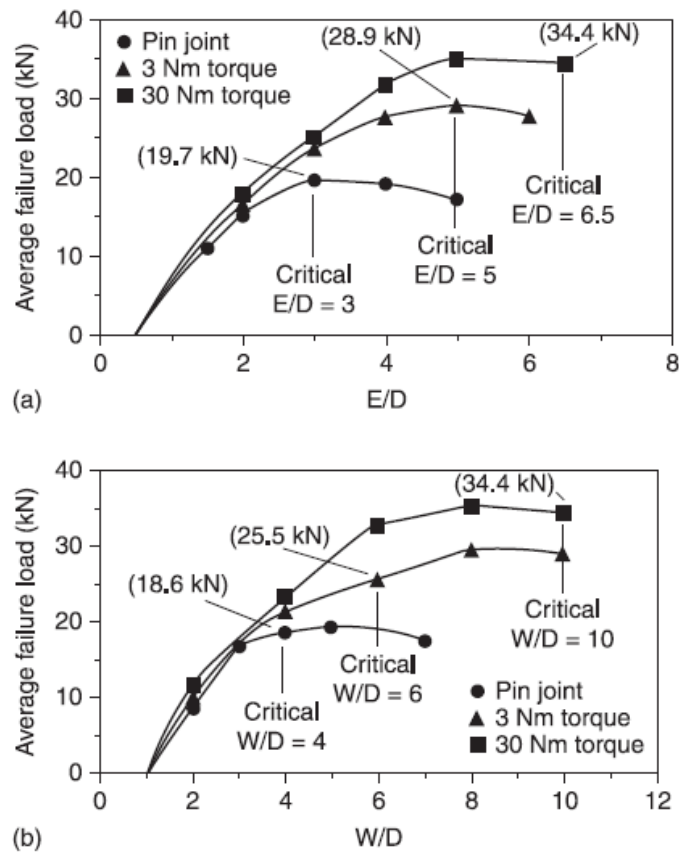 Pin joint
3 Nm torque
30 Nm torque
(28.9 kN)
(34.4 kN)
(19.7 kN)
Critical
E/D = 3
Critical
E/D = 5
Critical
E/D = 6.5
Average failure load (kN)
40
30
20
10
0
0 2 4 6 8
E/D
(a)
(34.4 kN)
(25.5 kN)
(18.6 kN)
Critical
W/D = 4
Critical
W/D = 6
Critical
W/D = 10
Pin joint
3 Nm torque
30 Nm torque
Average failure load (kN)
40
30
20
10
0
0 2 4 6 8 10 12
W/D
(b)